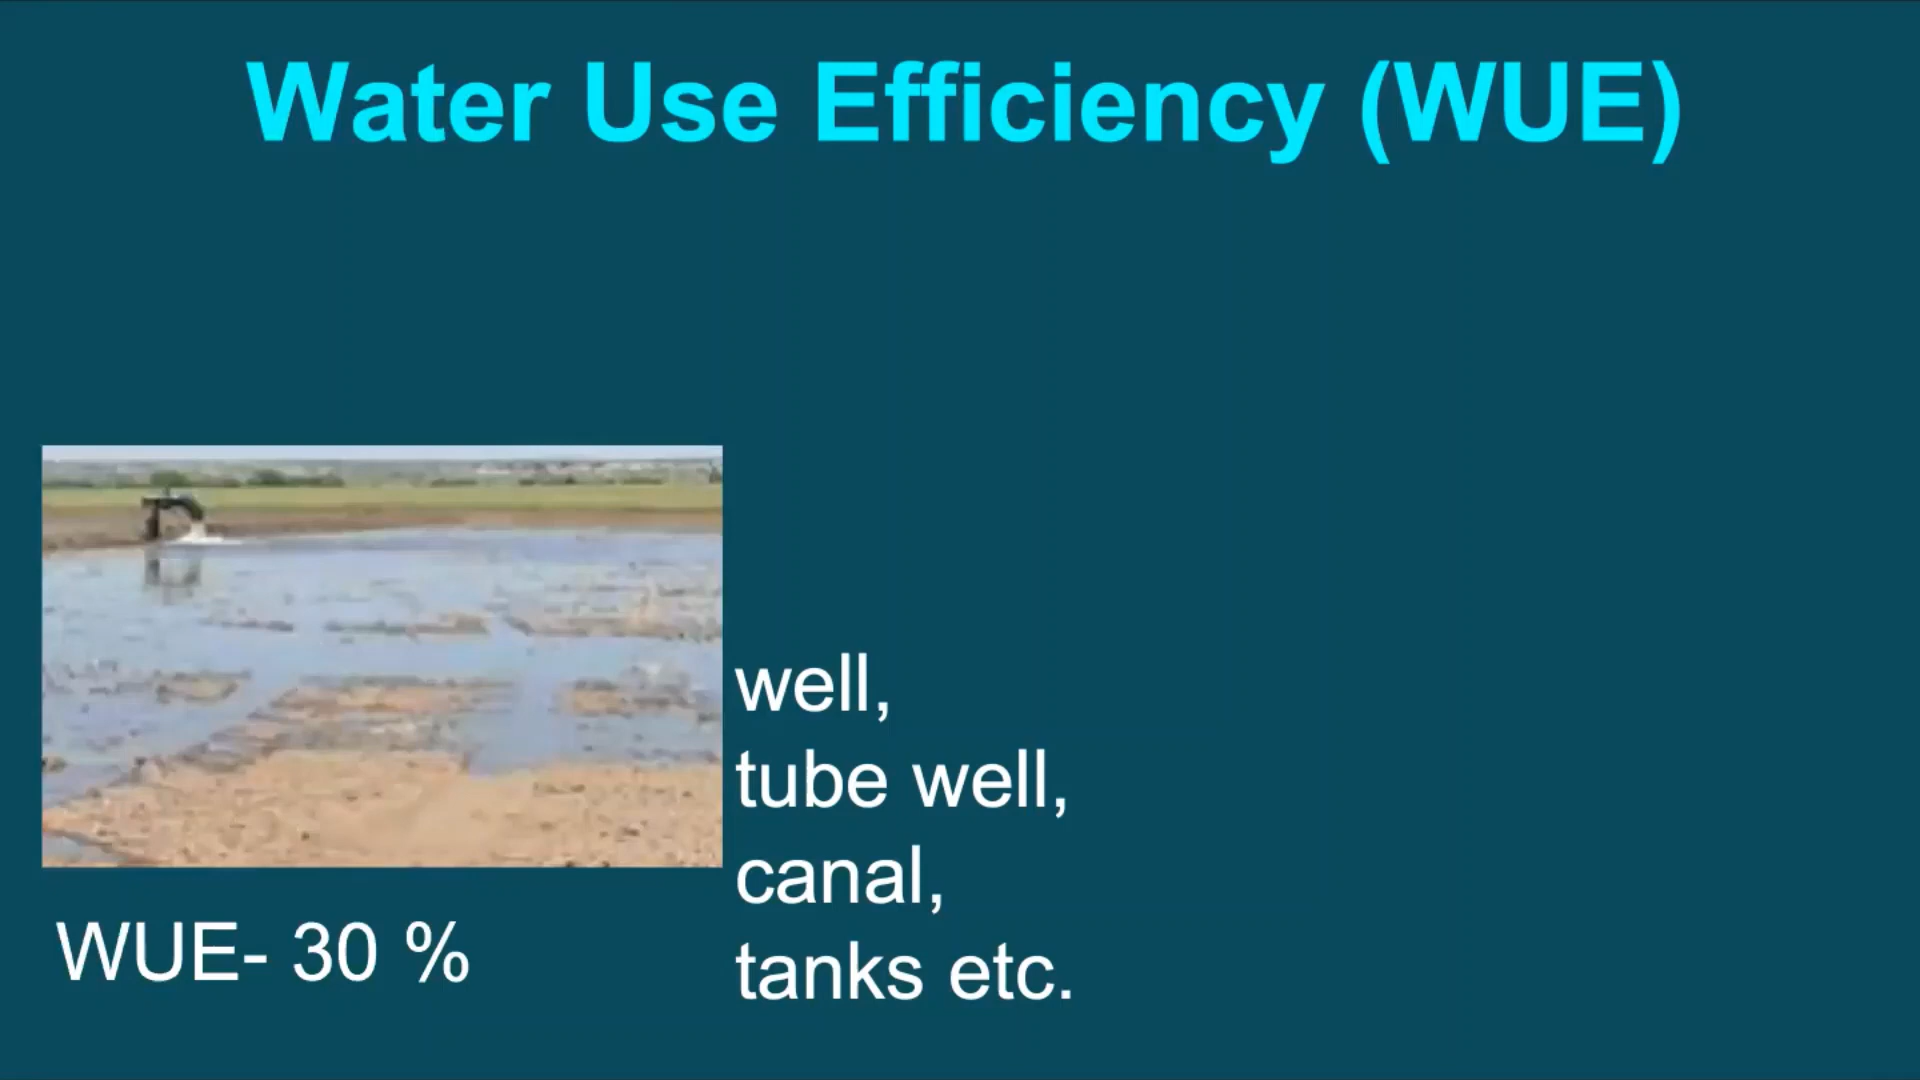 Water Use Efficiency (WUE)
well,
tube well,
canal,
tanks etc.
WUE- 30 %